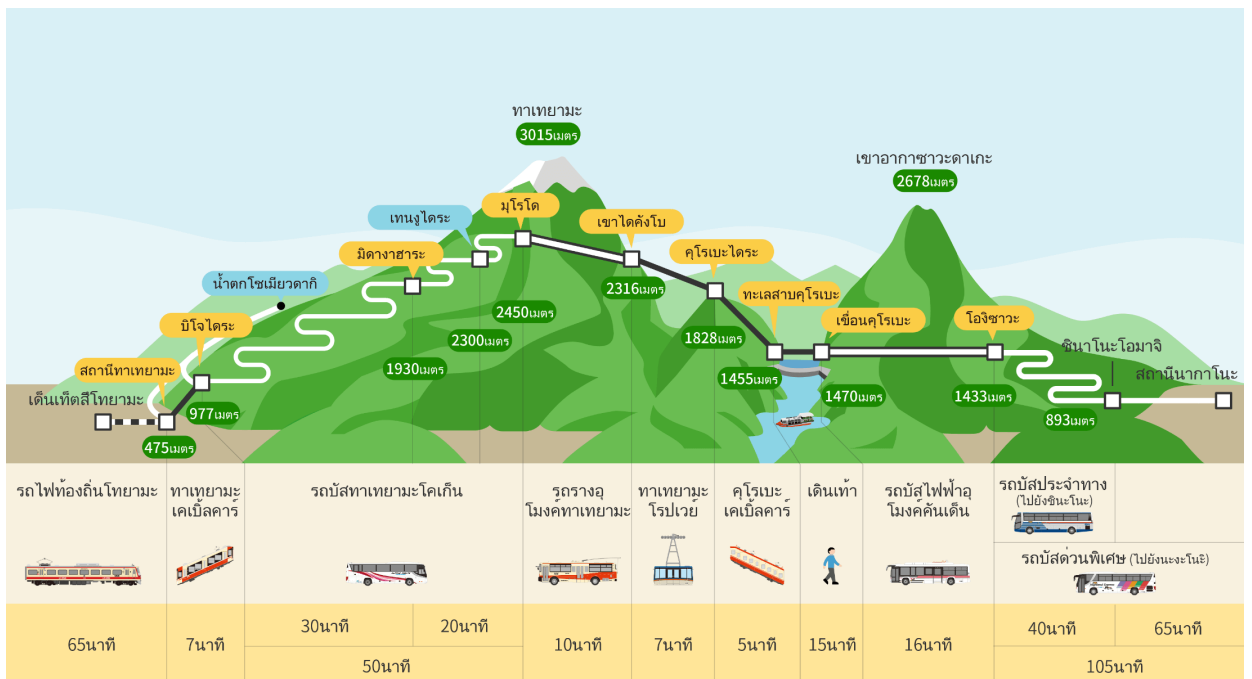 ทาเทยามะ
3015เมตร
เขาอากาซาวะดาเกะ
2678เมตร
มุโรโด
เทนงูไดระ
เขาไดคังโบ
มิดางาฮาระ
คุโรเบะไดระ
น้ำตกโชเมียวดากิ
2316เมตร
ทะเลสาบคุโรเบะ
2450เมตร
บิโจไดระ
เขื่อนคุโรเบะ
โองิซาวะ
2300เมตร
1828เมตร
ชินาโนะโอมาจิ
สถานีทาเทยามะ
1930เมตร
1455เมตร
สถานีนากาโนะ
เด็นเท็ตสึโทยามะ
977เมตร
1470เมตร
1433เมตร
893เมตร
475เมตร
รถไฟท้องถิ่นโทยามะ
ทาเทยามะ
เคเบิ้ลคาร์
รถบัสทาเทยามะโคเก็น
รถรางอุ
โมงค์ทาเทยามะ
ทาเทยามะ
โรปเวย์
คุโรเบะ
เคเบิ้ลคาร์
เดินเท้า
รถบัสไฟฟ้าอุ
โมงค์คันเด็น
รถบัสประจำทาง
(ไปยังชินะโนะ)
รถบัสด่วนพิเศษ (ไปยังนะงะโนะ)
65นาที
7นาที
30นาที
20นาที
50นาที
10นาที
7นาที
5นาที
15นาที
16นาที
40นาที
65นาที
105นาที